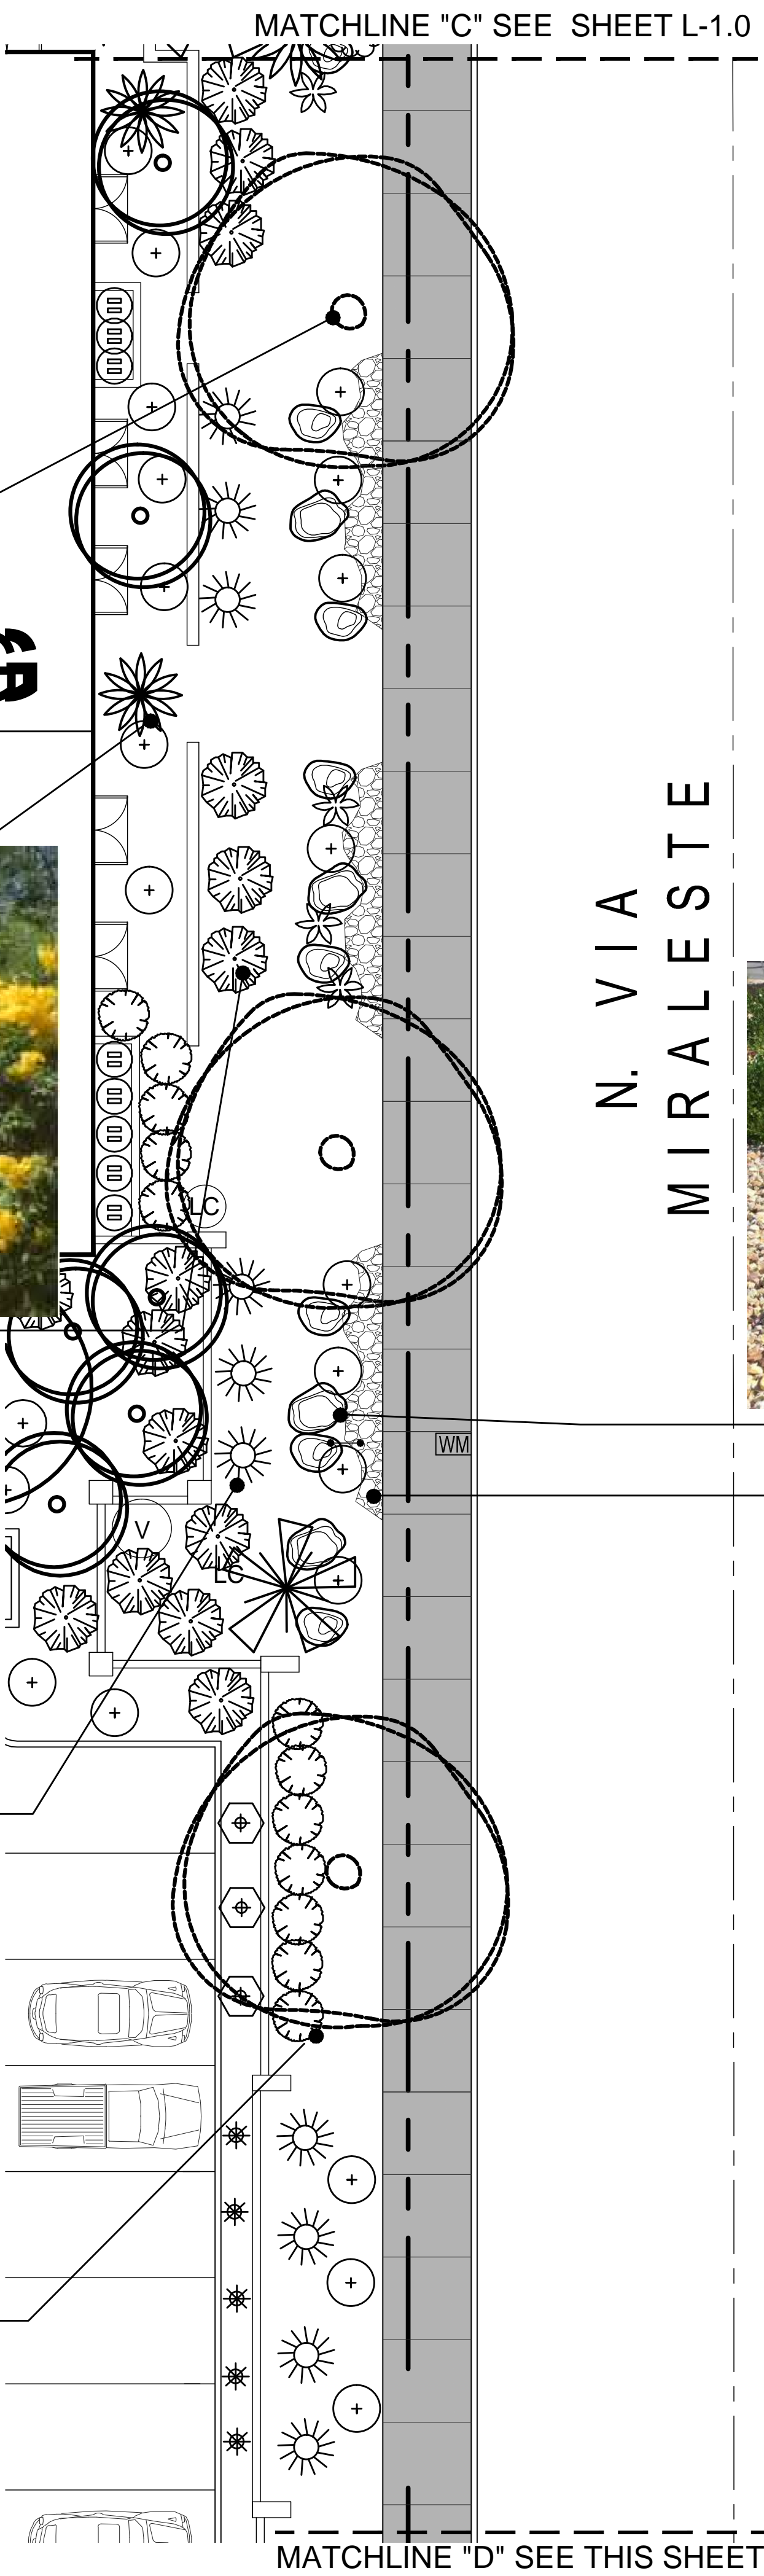 MATCHLINE "C" SEE SHEET L-1.0
N. VIA
MIRALESTE
LC
WM
V
LC
MATCHLINE "D" SEE THIS SHEET